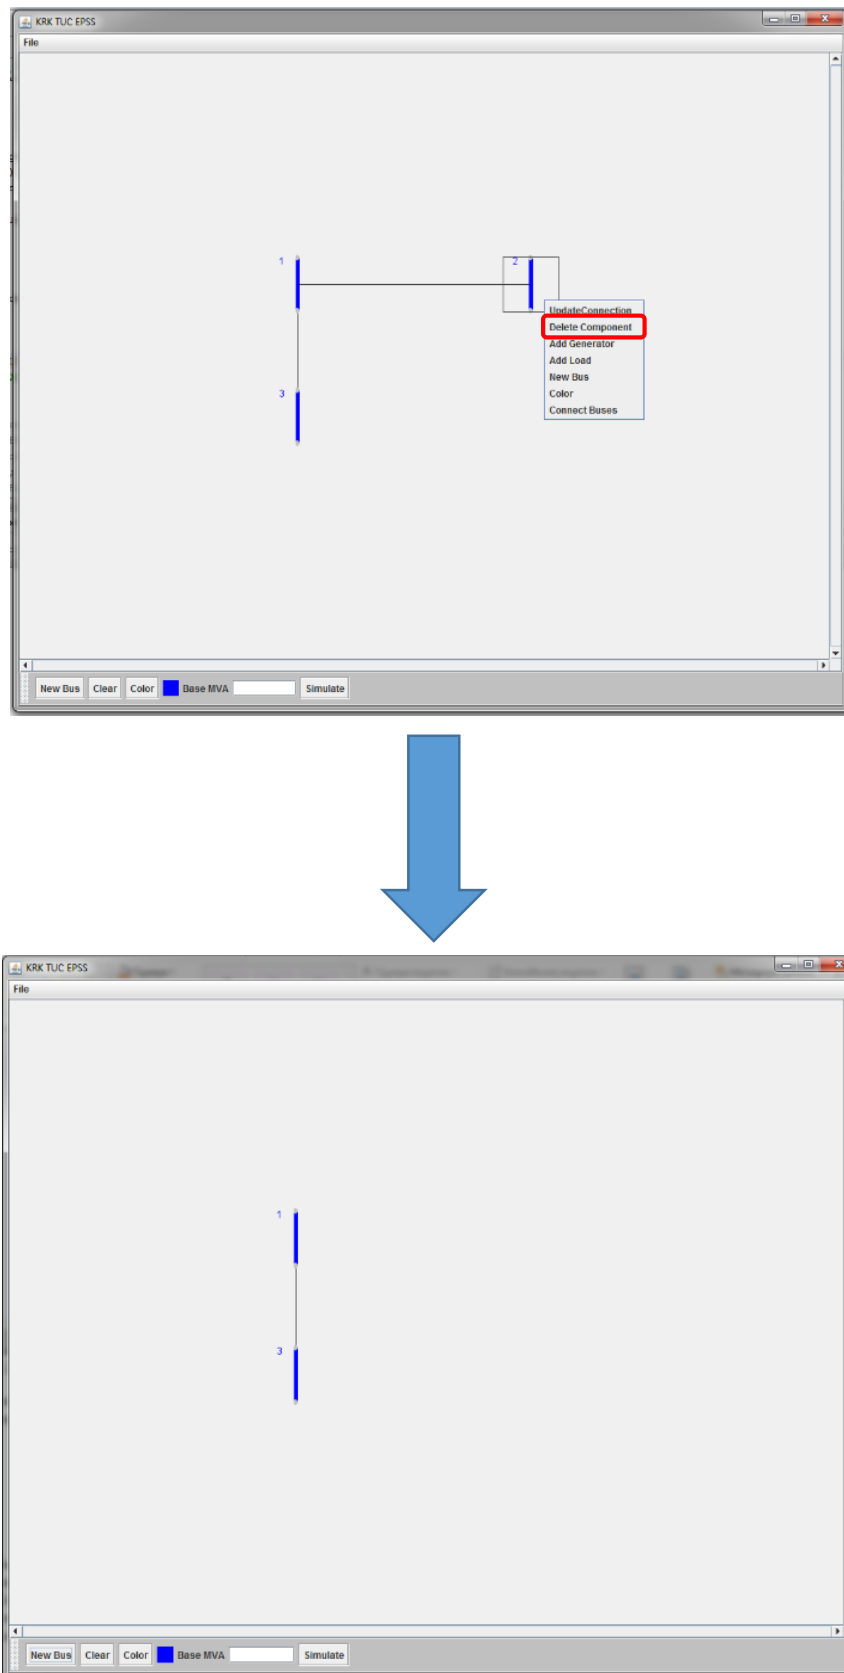 KRK TUC EPSS
File
1
2
UpdateConnection
Delete Component
Add Generator
Add Load
New Bus
Color
Connect Buses
3
New Bus Clear Color Base MVA Simulate
KRK TUC EPSS
File
1
3
New Bus Clear Color Base MVA Simulate